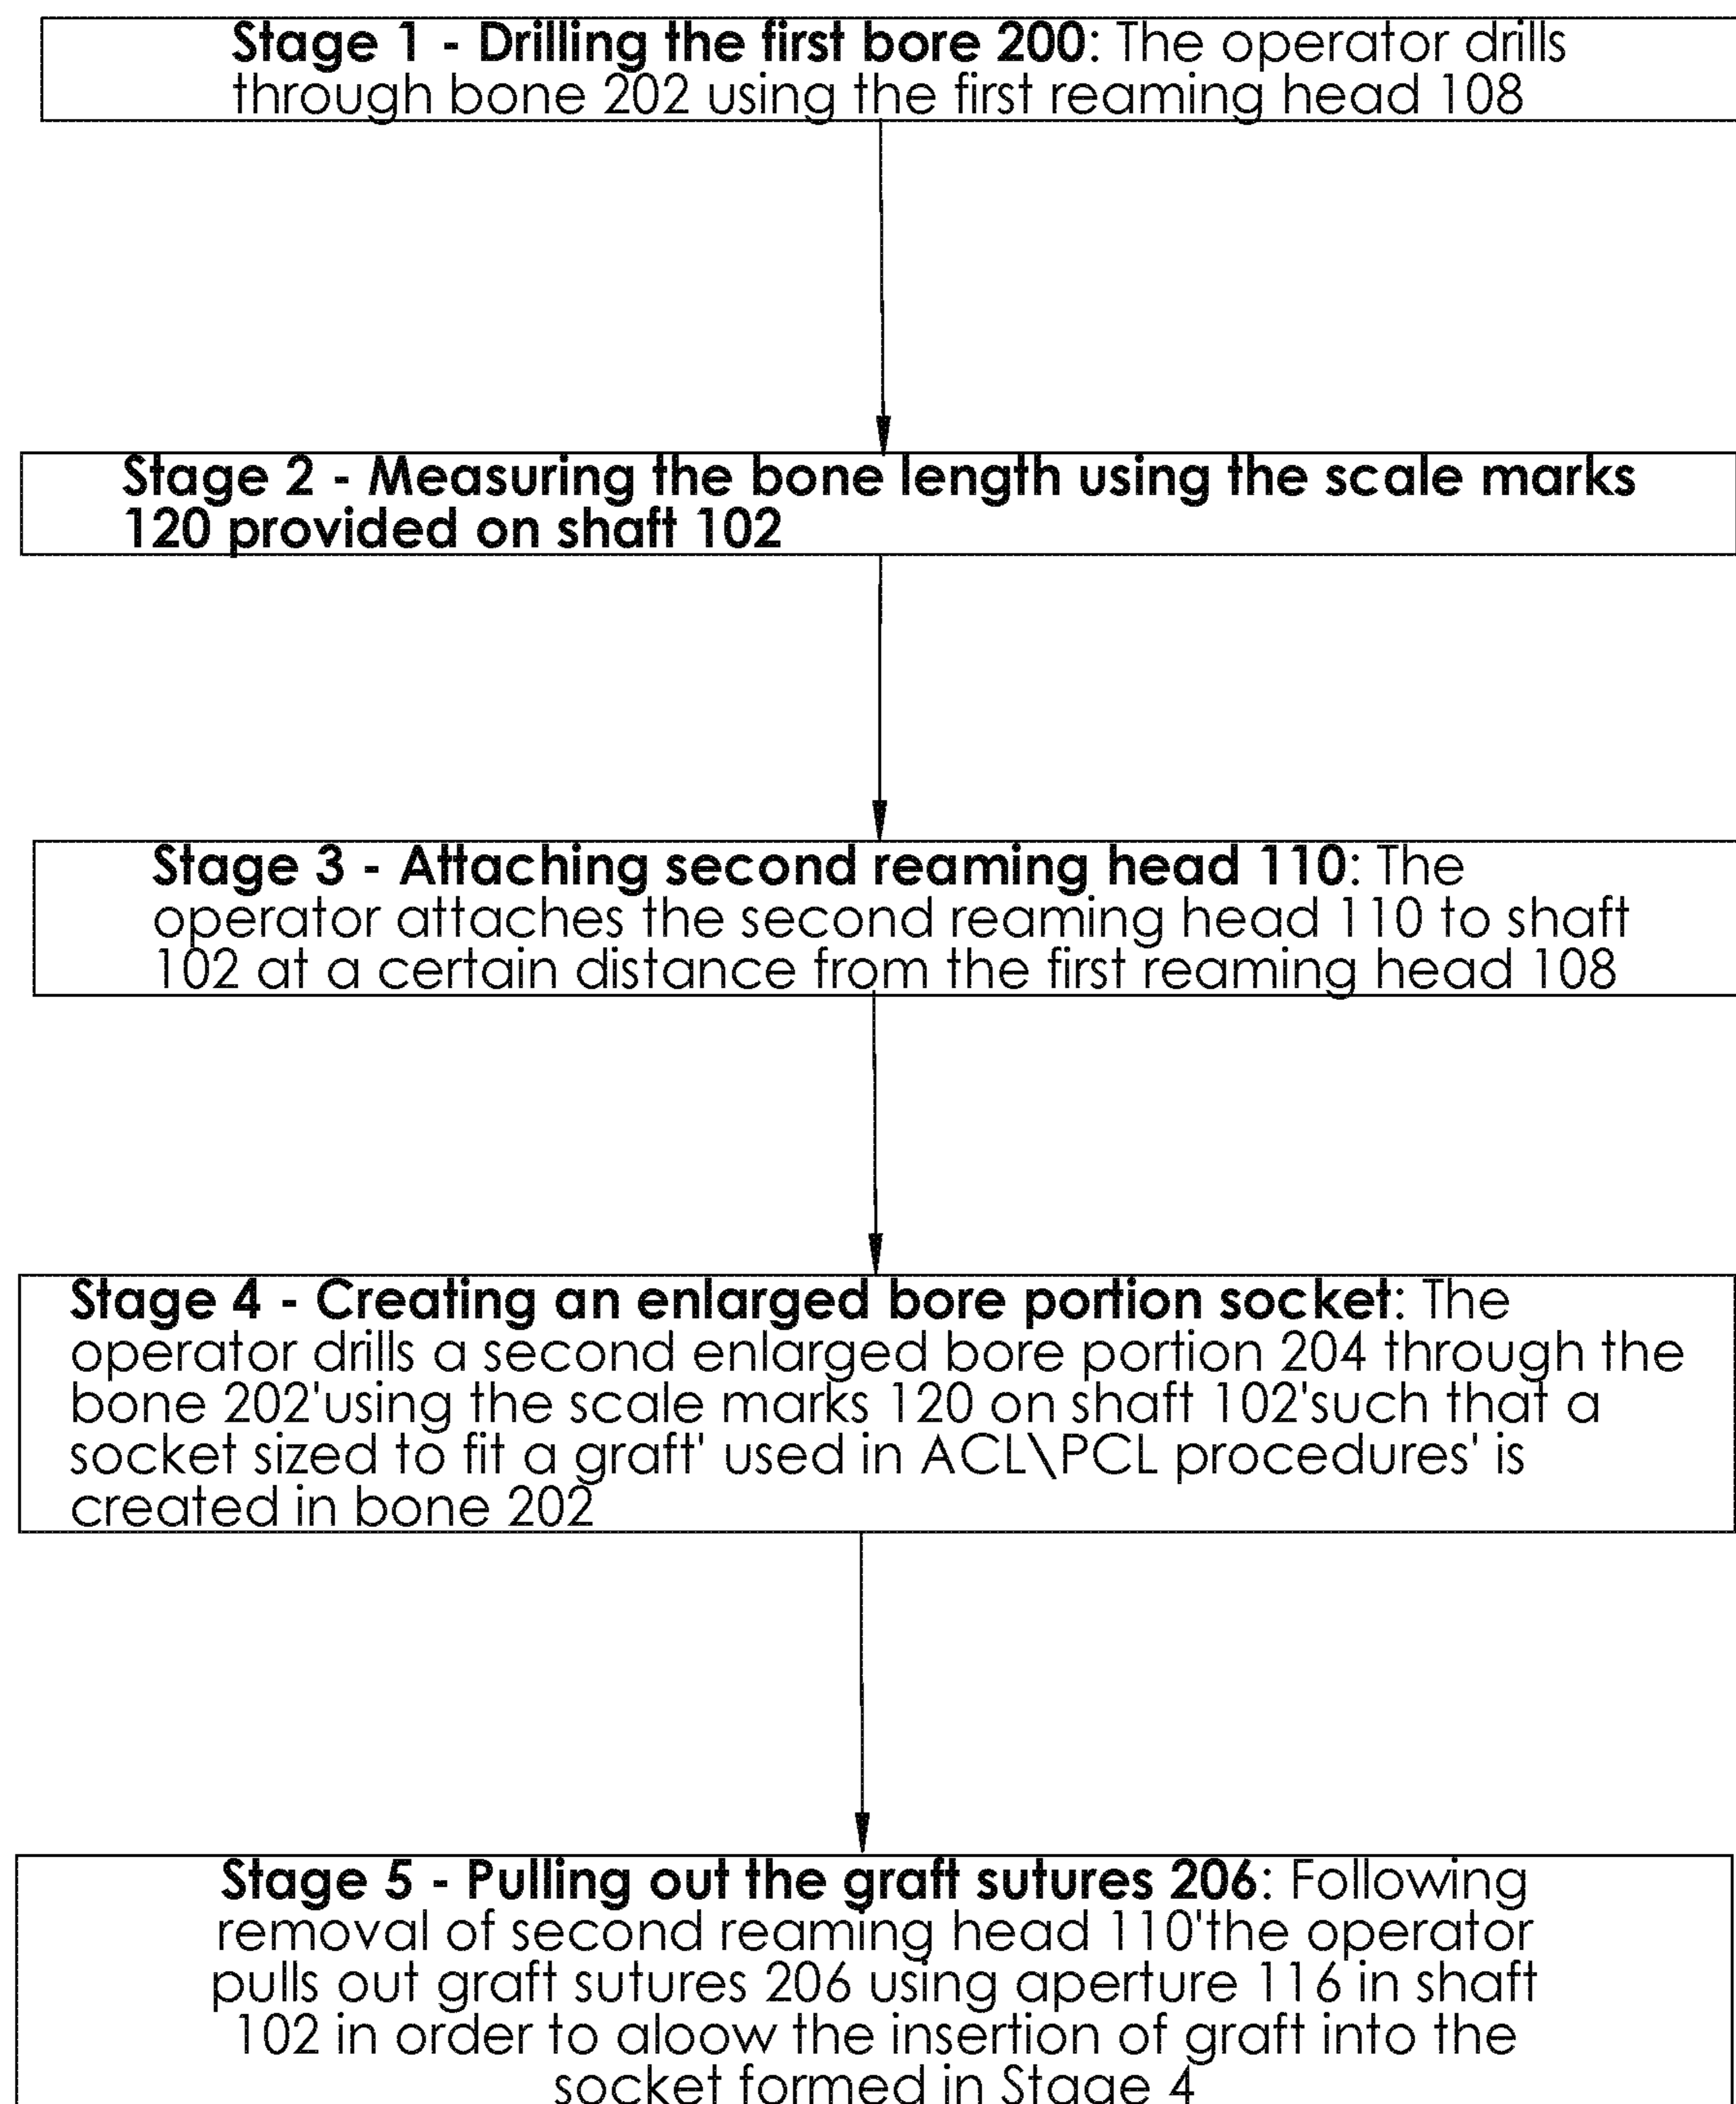 Stage 1 - Drilling the first bore 200: The operator drills
through bone 202 using the first reaming head 108
Stage 2 - Measuring the bone length using the scale marks
120 provided on shaft 102
Stage 3 - Attaching second reaming head 110: The
operator attaches the second reaming head 110 to shaft
102 at a certain distance from the first reaming head 108
Stage 4 - Creating an enlarged bore portion socket: The
operator drills a second enlarged bore portion 204 through the
bone 202'using the scale marks 120 on shaft 102'such that a
socket sized to fit a graft' used in ACL\PCL procedures' is
created in bone 202
Stage 5 - Pulling out the graft sutures 206: Following
removal of second reaming head 110'the operator
pulls out graft sutures 206 using aperture 116 in shaft
102 in order to aloow the insertion of graft into the
socket formed in Stage 4